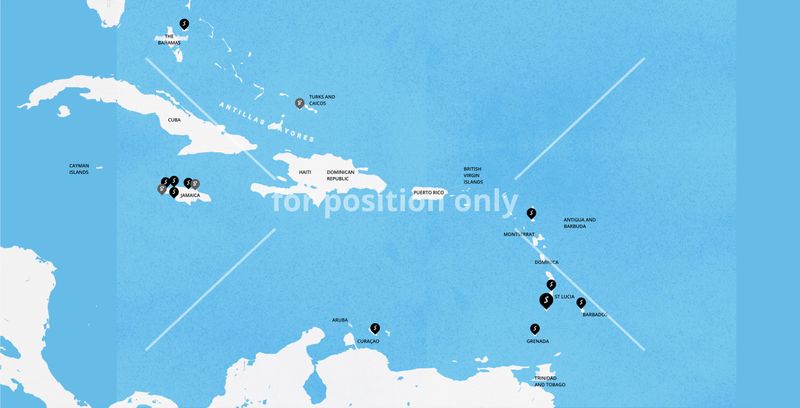 THE
BAHAMAS
TURKS AND
CAICOS
ANTILLAS
YORES
CUBA
CAYMAN
ISLANDS
HAITI
DOMINICAN
REPUBLIC
BRITISH
VIRGIN
ISLANDS
JAMAICA
PUERTO RICO
for position only
ANTIGUA AND
BARBUDA
MONTSERRAT
DOMINICA
ST LUCIA
BARBADOS
ARUBA
CURAÇAO
GRENADA
TRINIDAD
AND TOBAGO